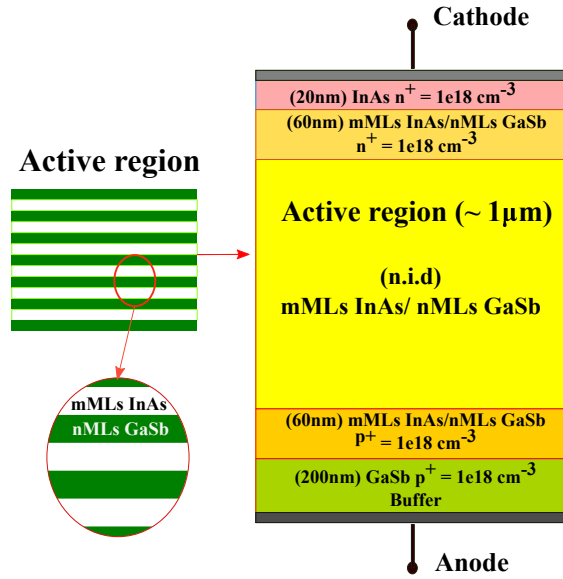 Cathode
(20nm) InAs n⁺ = 1e18 cm⁻³
(60nm) mMLs InAs/nMLs GaSb
n⁺ = 1e18 cm⁻³
Active region
Active region (~ 1µm)
(n.i.d)
mMLs InAs/ nMLs GaSb
mMLs InAs
nMLs GaSb
(60nm) mMLs InAs/nMLs GaSb
p⁺ = 1e18 cm⁻³
(200nm) GaSb p⁺ = 1e18 cm⁻³
Buffer
Anode